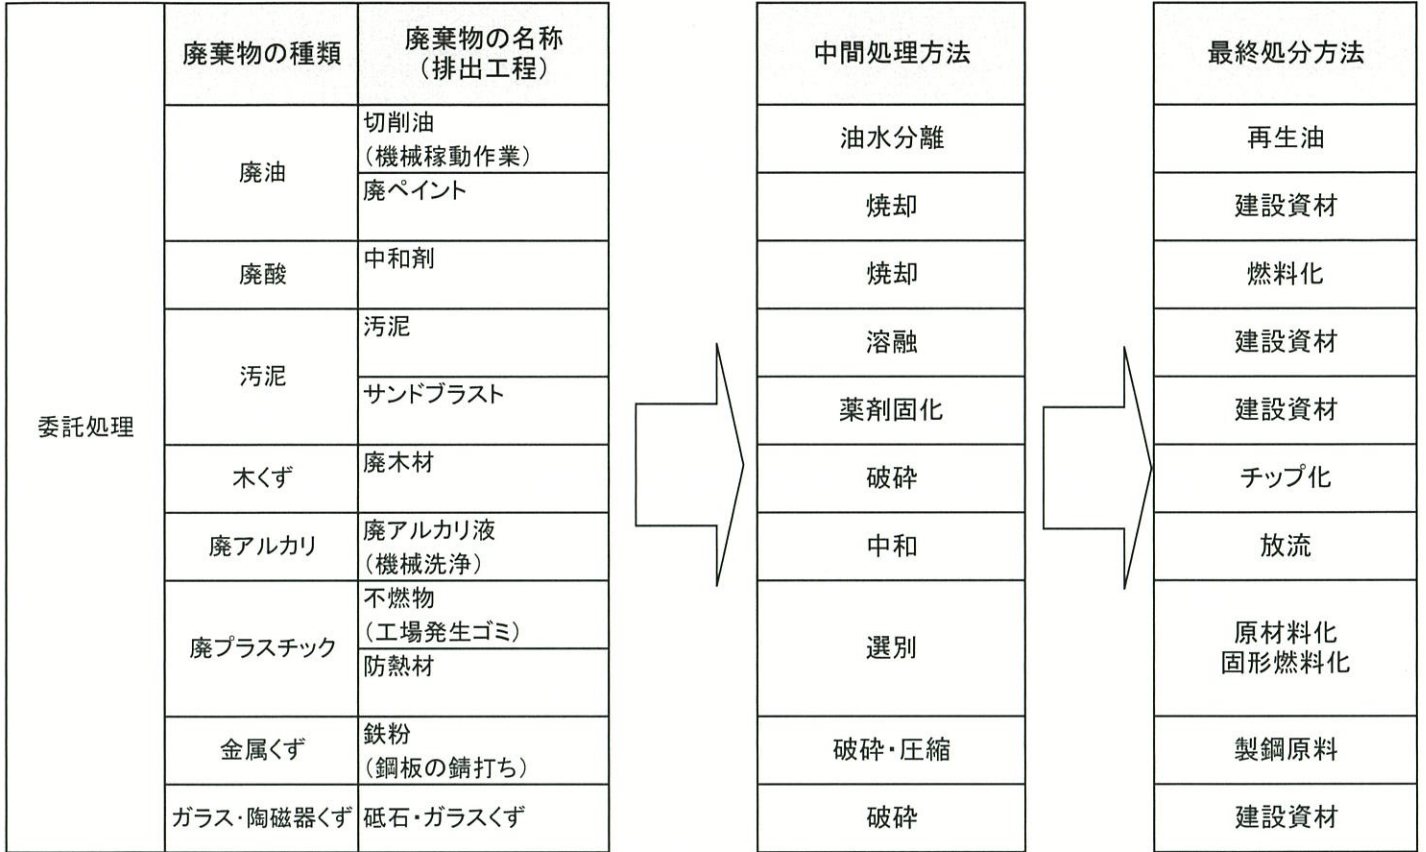 廃棄物の種類
廃棄物の名称
(排出工程)
中間処理方法
最終処分方法
委託処理
廃油
切削油
(機械稼動作業)
油水分離
再生油
廃ペイント
焼却
建設資材
廃酸
中和剤
焼却
燃料化
汚泥
汚泥
溶融
建設資材
サンドブラスト
薬剤固化
建設資材
木くず
廃木材
破砕
チップ化
廃アルカリ
廃アルカリ液
(機械洗浄)
中和
放流
廃プラスチック
不燃物
(工場発生ゴミ)
防熱材
選別
原材料化
固形燃料化
金属くず
鉄粉
(鋼板の錆打ち)
破砕・圧縮
製鋼原料
ガラス・陶磁器くず
砥石・ガラスくず
破砕
建設資材